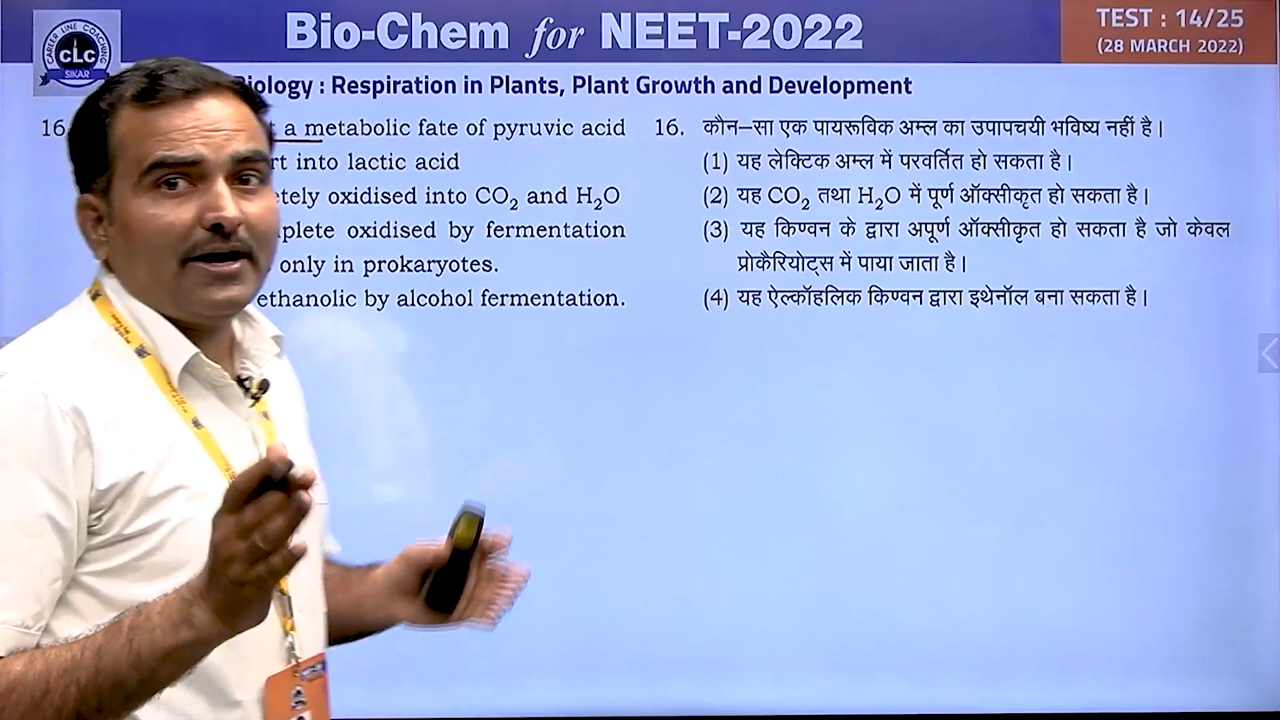 CAREER LINE COACHING
CLC
SIKAR
Bio-Chem for NEET-2022
TEST : 14/25
(28 MARCH 2022)
Biology : Respiration in Plants, Plant Growth and Development
16.
a metabolic fate of pyruvic acid
into lactic acid
oxidised into CO₂ and H₂O
oxidised by fermentation
only in prokaryotes.
ethanolic by alcohol fermentation.
16. कौन–सा एक पायरूविक अम्ल का उपापचयी भविष्य नहीं है।
(1) यह लेक्टिक अम्ल में परवर्तित हो सकता है।
(2) यह CO₂ तथा H₂O में पूर्ण ऑक्सीकृत हो सकता है।
(3) यह किण्वन के द्वारा अपूर्ण ऑक्सीकृत हो सकता है जो केवल
प्रोकैरियोट्स में पाया जाता है।
(4) यह ऐल्कॉहलिक किण्वन द्वारा इथेनॉल बना सकता है।